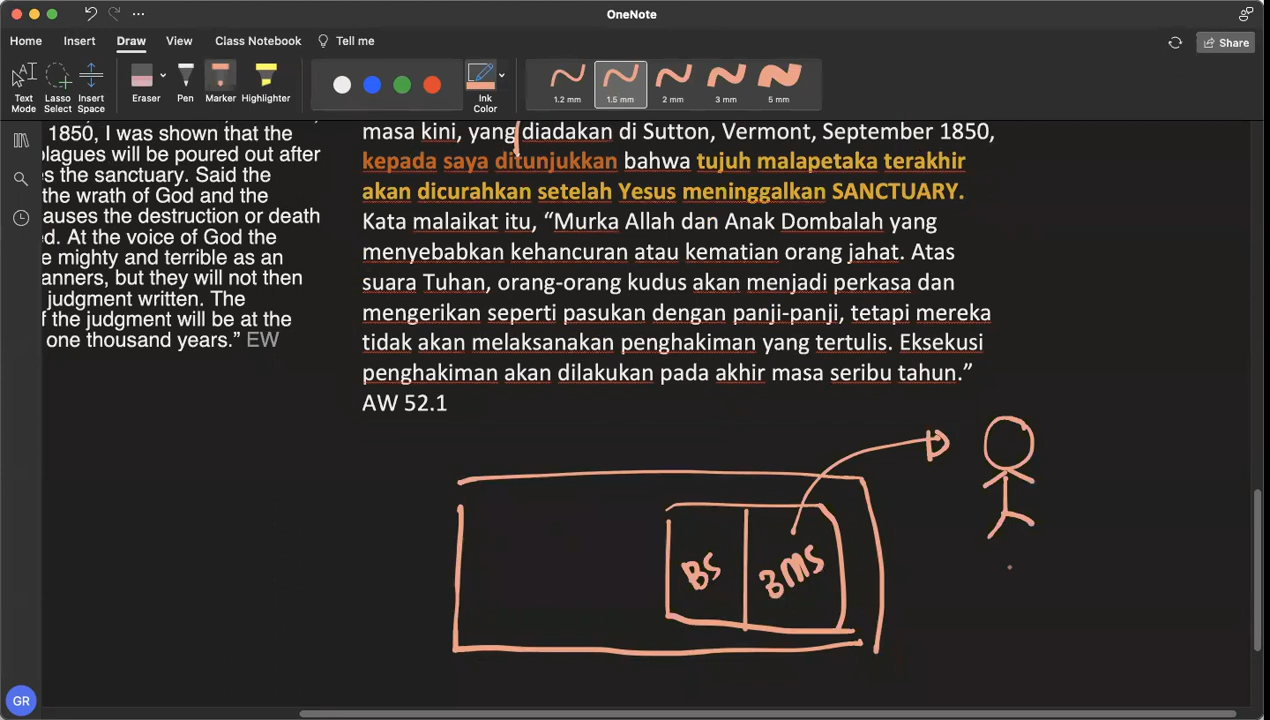 OneNote
Home Insert Draw View Class Notebook Tell me
Share
Text Mode
Lasso Select
Insert Space
Eraser
Pen
Marker
Highlighter
Ink Color
1.2 mm
1.5 mm
2 mm
3 mm
5 mm
1850, I was shown that the
plagues will be poured out after
s the sanctuary. Said the
the wrath of God and the
auses the destruction or death
d. At the voice of God the
e mighty and terrible as an
anners, but they will not then
judgment written. The
f the judgment will be at the
one thousand years.” EW
masa kini, yang diadakan di Sutton, Vermont, September 1850,
kepada saya ditunjukkan bahwa tujuh malapetaka terakhir
akan dicurahkan setelah Yesus meninggalkan SANCTUARY.
Kata malaikat itu, “Murka Allah dan Anak Dombalah yang
menyebabkan kehancuran atau kematian orang jahat. Atas
suara Tuhan, orang-orang kudus akan menjadi perkasa dan
mengerikan seperti pasukan dengan panji-panji, tetapi mereka
tidak akan melaksanakan penghakiman yang tertulis. Eksekusi
penghakiman akan dilakukan pada akhir masa seribu tahun.”
AW 52.1
BS
BMS
GR